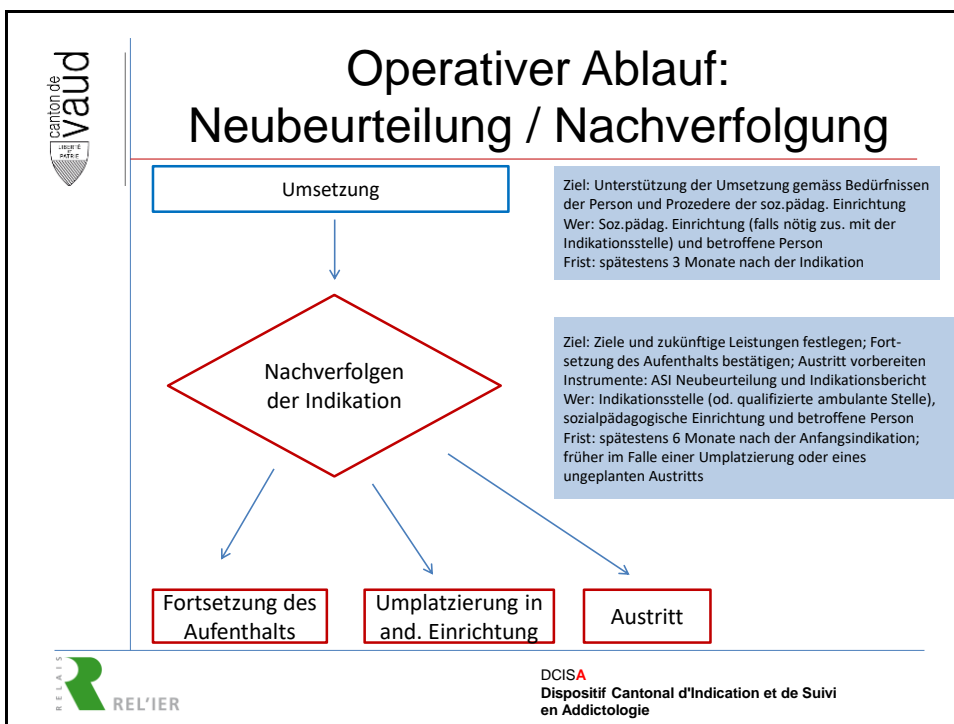 canton de
vaud
LIBERTÉ
ET
PATRIE
Operativer Ablauf:
Neubeurteilung / Nachverfolgung
Umsetzung
Ziel: Unterstützung der Umsetzung gemäss Bedürfnissen
der Person und Prozedere der soz.pädag. Einrichtung
Wer: Soz.pädag. Einrichtung (falls nötig zus. mit der
Indikationsstelle) und betroffene Person
Frist: spätestens 3 Monate nach der Indikation
Nachverfolgen
der Indikation
Ziel: Ziele und zukünftige Leistungen festlegen; Fort-
setzung des Aufenthalts bestätigen; Austritt vorbereiten
Instrumente: ASI Neubeurteilung und Indikationsbericht
Wer: Indikationsstelle (od. qualifizierte ambulante Stelle),
sozialpädagogische Einrichtung und betroffene Person
Frist: spätestens 6 Monate nach der Anfangsindikation;
früher im Falle einer Umplatzierung oder eines
ungeplanten Austritts
Fortsetzung des
Aufenthalts
Umplatzierung in
and. Einrichtung
Austritt
RELAIS
REL'IER
DCISA
Dispositif Cantonal d'Indication et de Suivi
en Addictologie